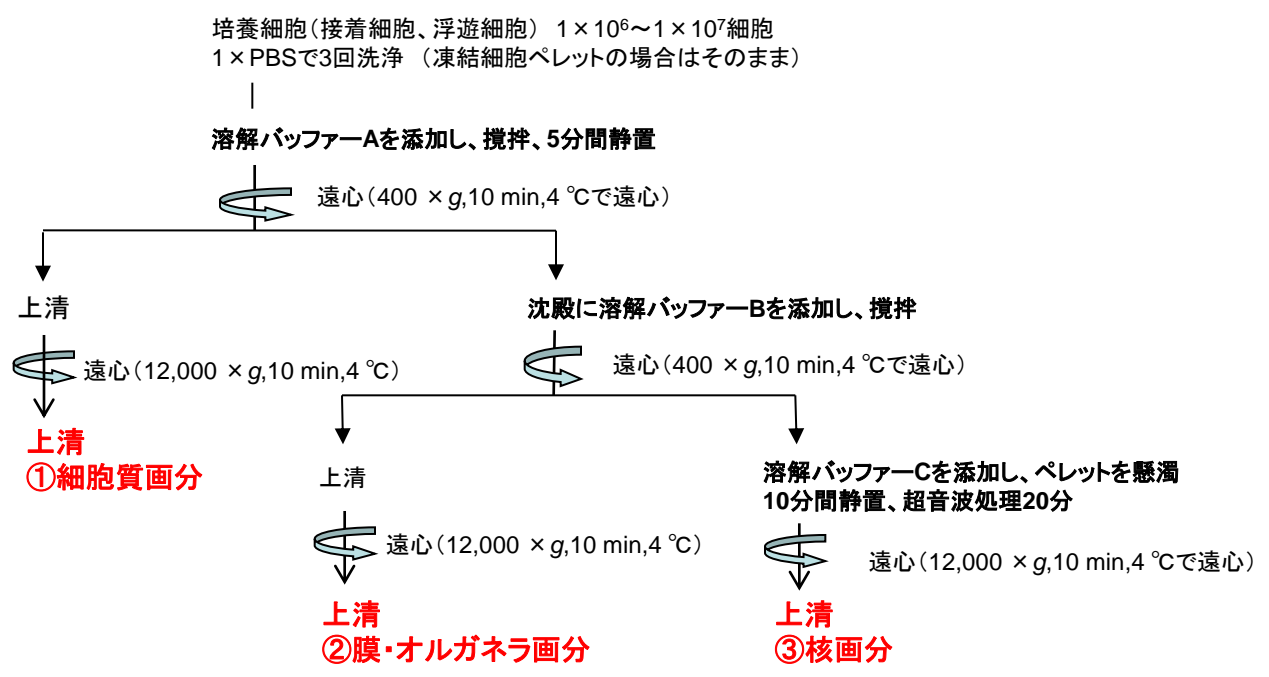 培養細胞（接着細胞、浮遊細胞） 1×10⁶～1×10⁷細胞
1×PBSで3回洗浄 （凍結細胞ペレットの場合はそのまま）
溶解バッファーAを添加し、撹拌、5分間静置
遠心（400 ×g,10 min,4 ℃で遠心）
上清
沈殿に溶解バッファーBを添加し、撹拌
遠心（12,000 ×g,10 min,4 ℃）
遠心（400 ×g,10 min,4 ℃で遠心）
上清
①細胞質画分
上清
溶解バッファーCを添加し、ペレットを懸濁
10分間静置、超音波処理20分
遠心（12,000 ×g,10 min,4 ℃）
遠心（12,000 ×g,10 min,4 ℃で遠心）
上清
②膜・オルガネラ画分
上清
③核画分